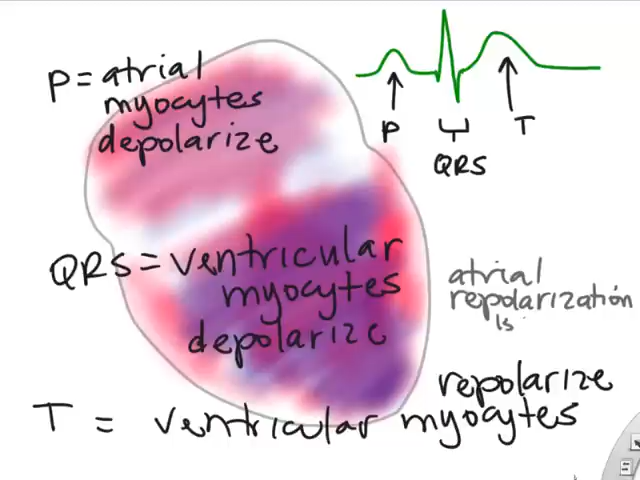 P = atrial
myocytes
depolarize
P
QRS
T
QRS = ventricular
myocytes
depolarize
atrial
repolarization
is
repolarize
T = ventricular myocytes